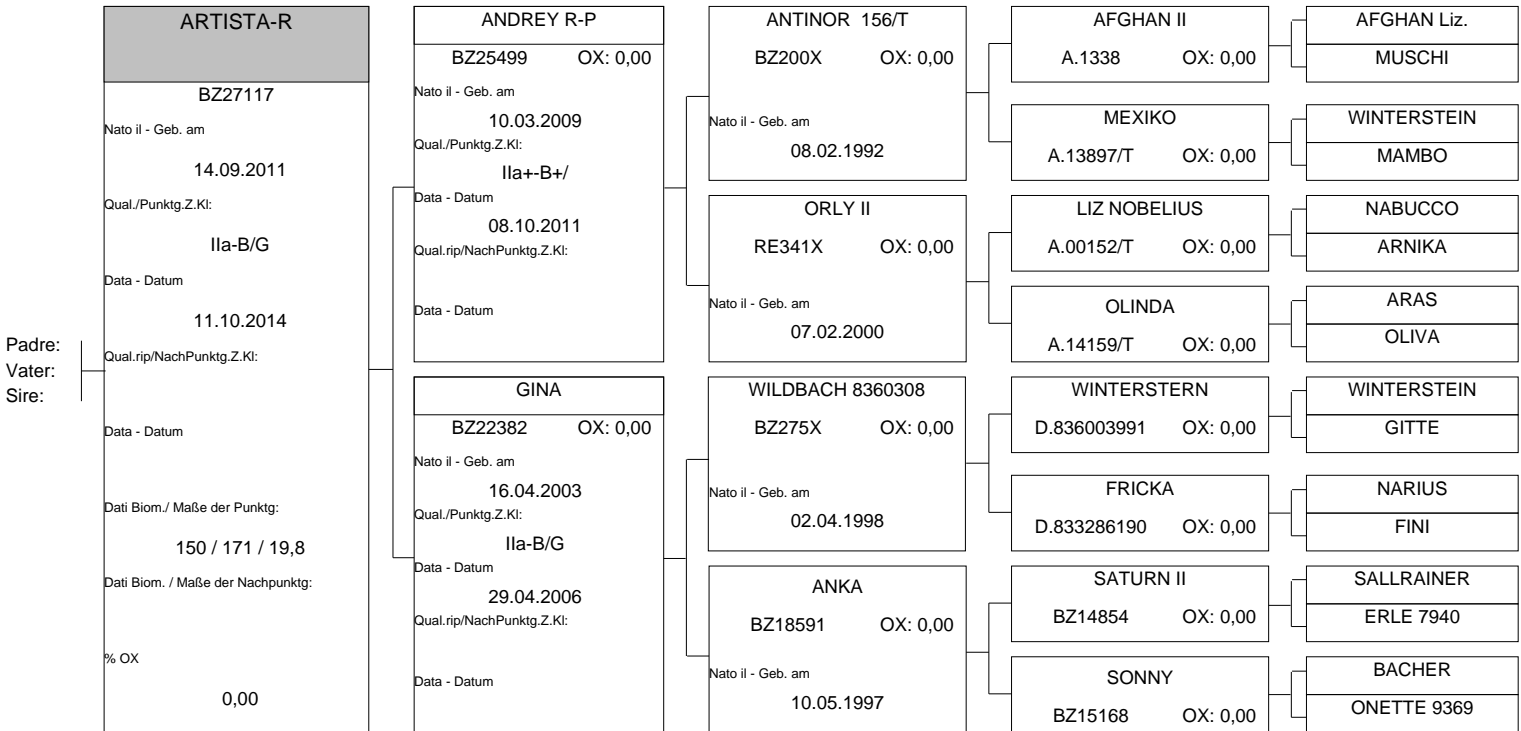 Padre:
Vater:
Sire:
ARTISTA-R
BZ27117
Nato il - Geb. am
14.09.2011
Qual./Punktg.Z.Kl:
IIa-B/G
Data - Datum
11.10.2014
Qual.rip/NachPunktg.Z.Kl:
Data - Datum
Dati Biom./ Maße der Punktg:
150 / 171 / 19,8
Dati Biom. / Maße der Nachpunktg:
% OX
0,00
ANDREY R-P
BZ25499 OX: 0,00
Nato il - Geb. am
10.03.2009
Qual./Punktg.Z.Kl:
IIa+-B+/
Data - Datum
08.10.2011
Qual.rip/NachPunktg.Z.Kl:
Data - Datum
GINA
BZ22382 OX: 0,00
Nato il - Geb. am
16.04.2003
Qual./Punktg.Z.Kl:
IIa-B/G
Data - Datum
29.04.2006
Qual.rip/NachPunktg.Z.Kl:
Data - Datum
ANTINOR 156/T
BZ200X OX: 0,00
Nato il - Geb. am
08.02.1992
ORLY II
RE341X OX: 0,00
Nato il - Geb. am
07.02.2000
WILDBACH 8360308
BZ275X OX: 0,00
Nato il - Geb. am
02.04.1998
ANKA
BZ18591 OX: 0,00
Nato il - Geb. am
10.05.1997
AFGHAN II
A.1338 OX: 0,00
MEXIKO
A.13897/T OX: 0,00
LIZ NOBELIUS
A.00152/T OX: 0,00
OLINDA
A.14159/T OX: 0,00
WINTERSTERN
D.836003991 OX: 0,00
FRICKA
D.833286190 OX: 0,00
SATURN II
BZ14854 OX: 0,00
SONNY
BZ15168 OX: 0,00
AFGHAN Liz.
MUSCHI
WINTERSTEIN
MAMBO
NABUCCO
ARNIKA
ARAS
OLIVA
WINTERSTEIN
GITTE
NARIUS
FINI
SALLRAINER
ERLE 7940
BACHER
ONETTE 9369